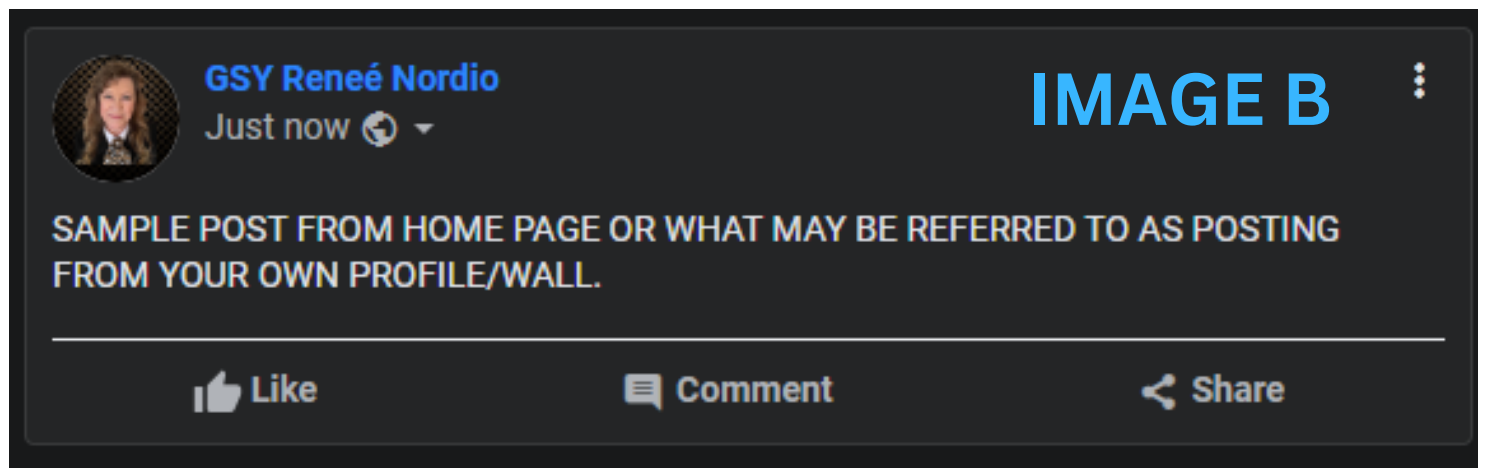 GSY Reneé Nordio
IMAGE B
Just now
SAMPLE POST FROM HOME PAGE OR WHAT MAY BE REFERRED TO AS POSTING
FROM YOUR OWN PROFILE/WALL.
Like
Comment
Share